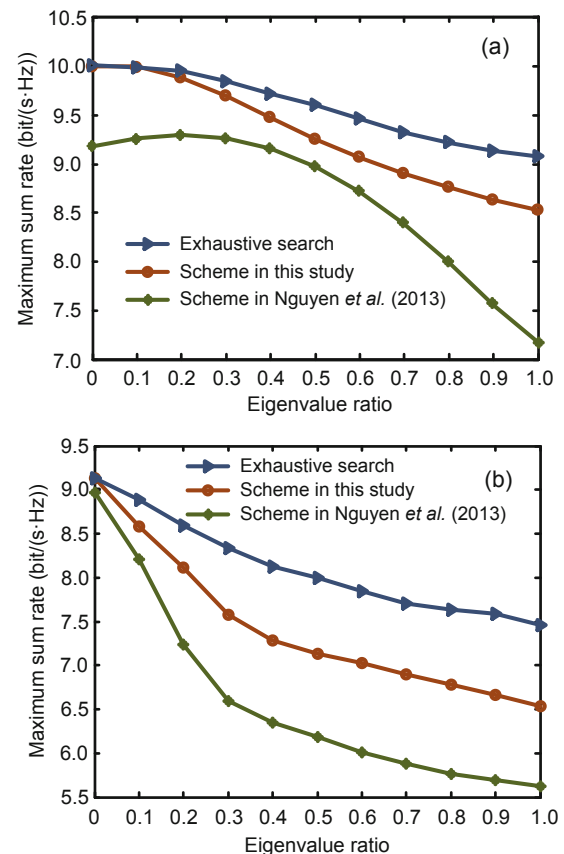 (a)
Maximum sum rate (bit/(s·Hz))
10.5
10.0
9.5
9.0
8.5
8.0
7.5
7.0
Exhaustive search
Scheme in this study
Scheme in Nguyen et al. (2013)
0 0.1 0.2 0.3 0.4 0.5 0.6 0.7 0.8 0.9 1.0
Eigenvalue ratio
(b)
Maximum sum rate (bit/(s·Hz))
9.5
9.0
8.5
8.0
7.5
7.0
6.5
6.0
5.5
Exhaustive search
Scheme in this study
Scheme in Nguyen et al. (2013)
0 0.1 0.2 0.3 0.4 0.5 0.6 0.7 0.8 0.9 1.0
Eigenvalue ratio